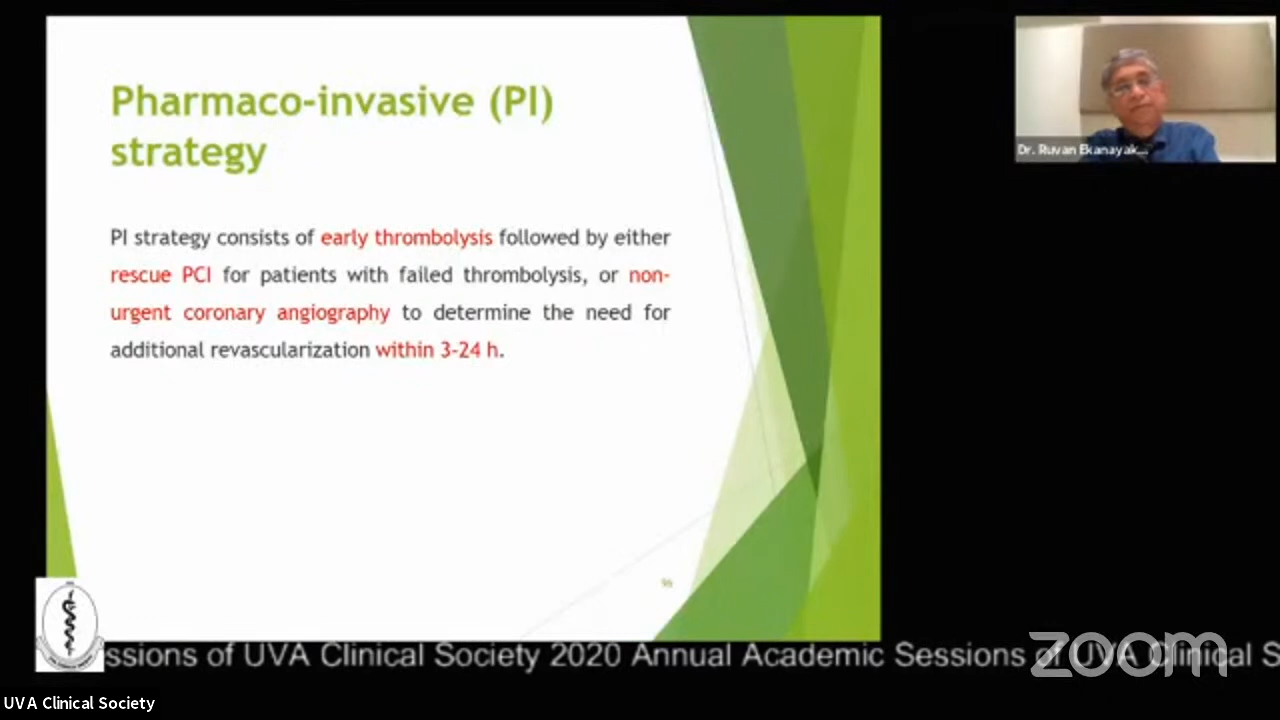 Pharmaco-invasive (PI)
strategy
PI strategy consists of early thrombolysis followed by either
rescue PCI for patients with failed thrombolysis, or non-
urgent coronary angiography to determine the need for
additional revascularization within 3-24 h.
96
Dr. Ruvan Ekanayak...
ssions of UVA Clinical Society 2020 Annual Academic Sessions of UVA Clinical S
zoom
UVA Clinical Society